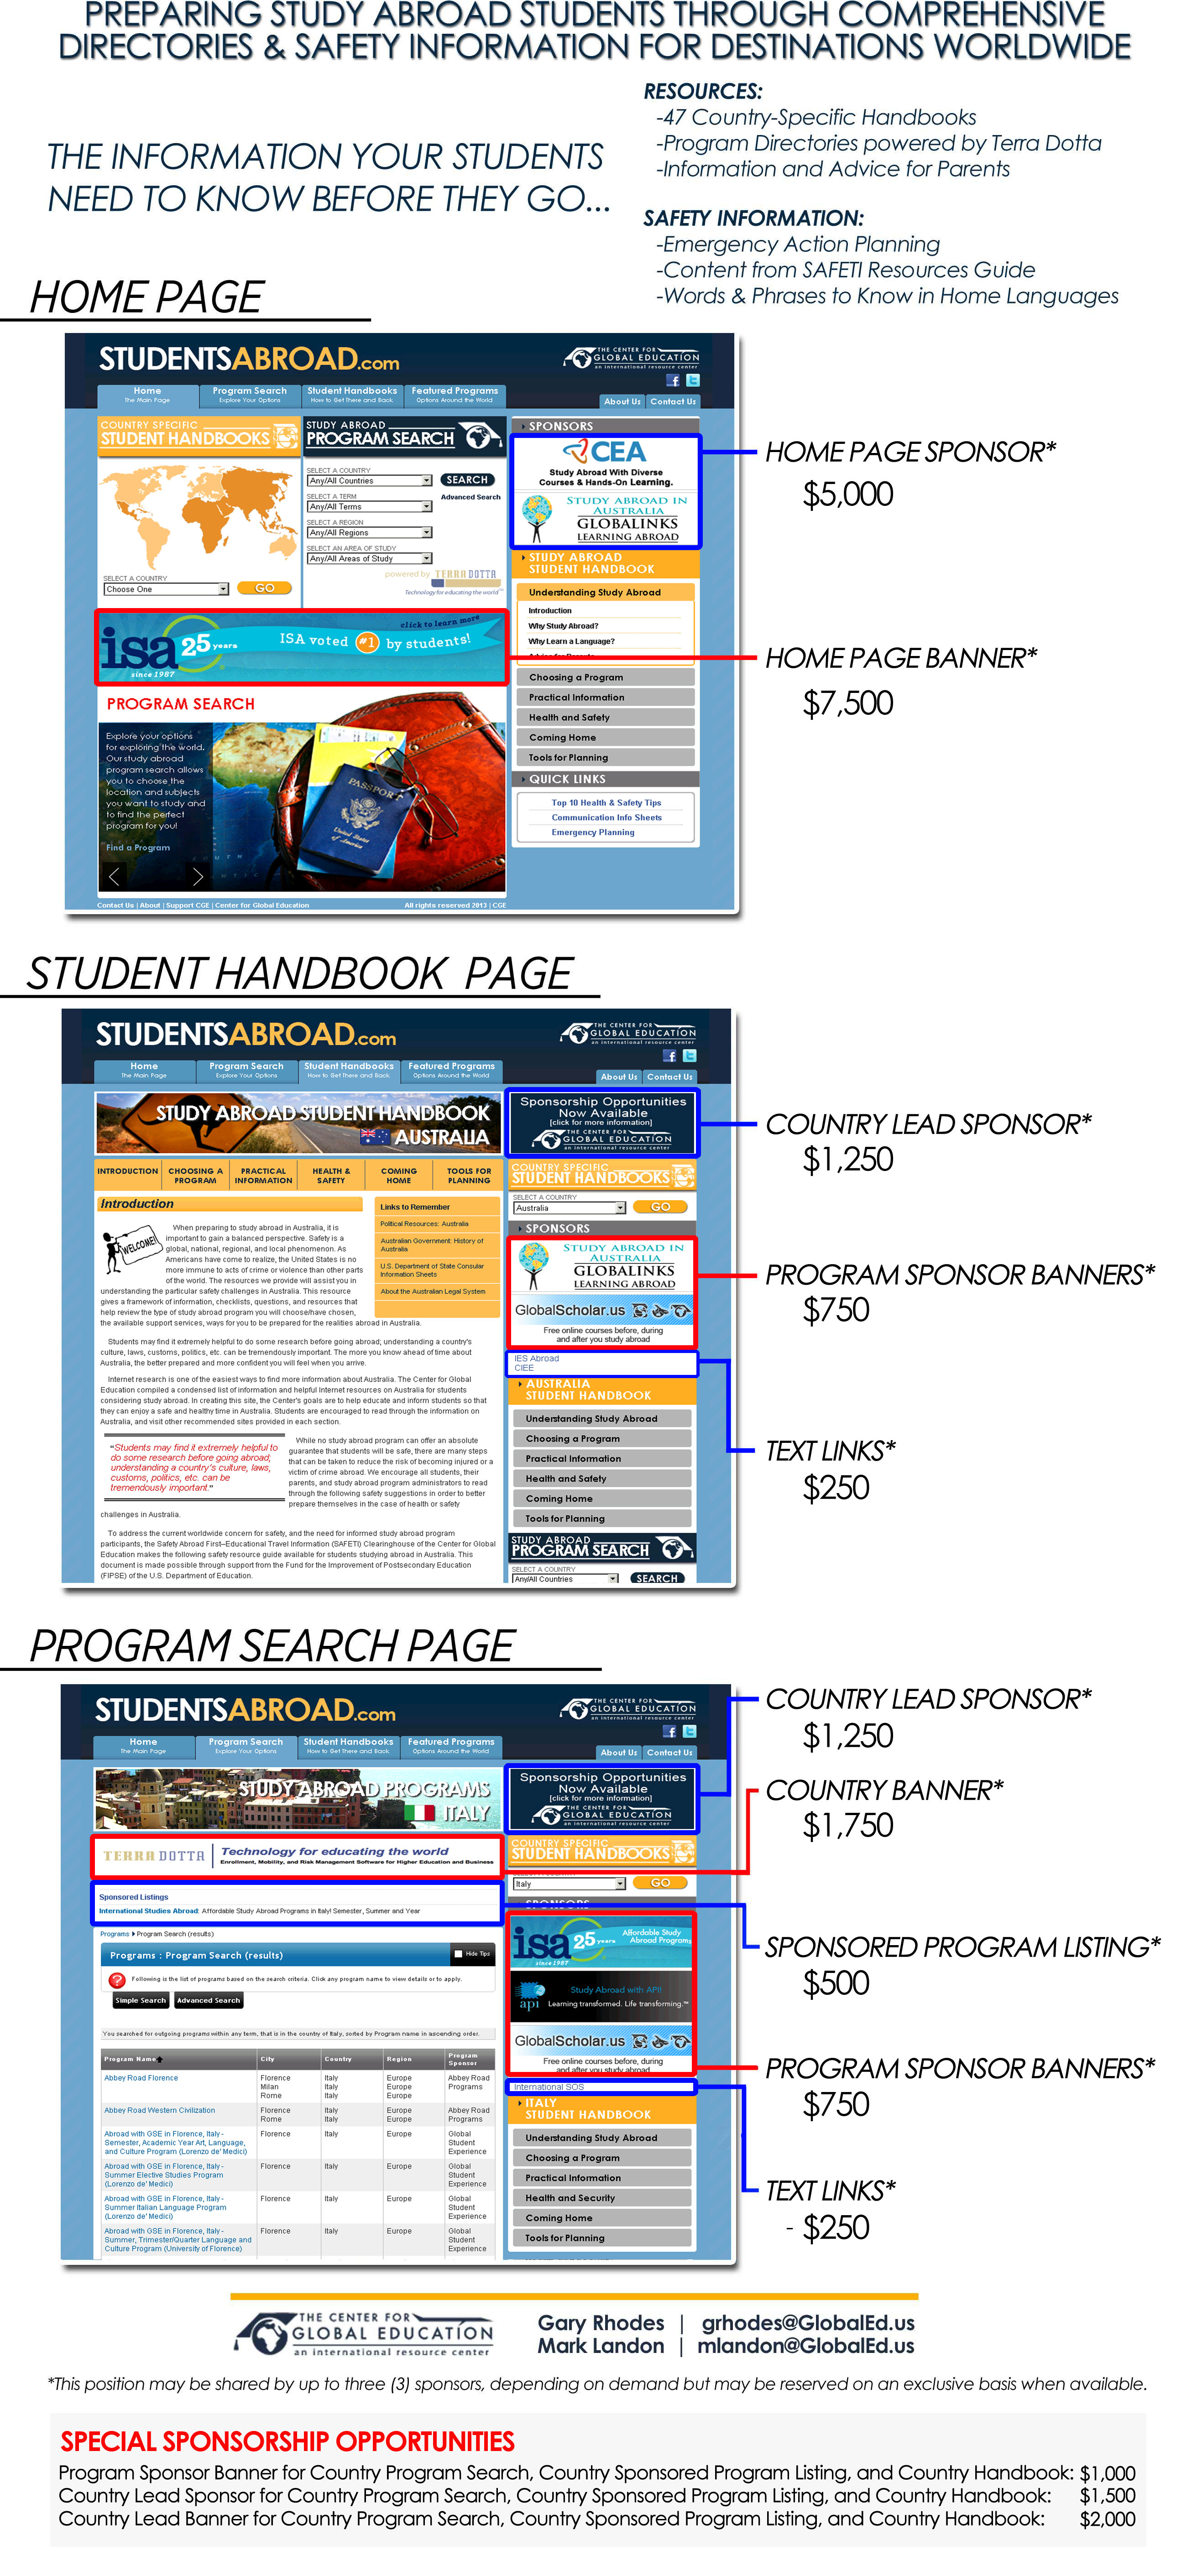 PREPARING STUDY ABROAD STUDENTS THROUGH COMPREHENSIVE
DIRECTORIES & SAFETY INFORMATION FOR DESTINATIONS WORLDWIDE
THE INFORMATION YOUR STUDENTS
NEED TO KNOW BEFORE THEY GO...
RESOURCES:
-47 Country-Specific Handbooks
-Program Directories powered by Terra Dotta
-Information and Advice for Parents
SAFETY INFORMATION:
-Emergency Action Planning
-Content from SAFETI Resources Guide
-Words & Phrases to Know in Home Languages
HOME PAGE
STUDENTSABROAD.com
THE CENTER FOR
GLOBAL EDUCATION
an international resource center
Home
The Main Page
Program Search
Explore Your Options
Student Handbooks
How to Get There and Back
Featured Programs
Options Around the World
About Us
Contact Us
COUNTRY SPECIFIC
STUDENT HANDBOOKS
SELECT A COUNTRY
Choose One
GO
STUDY ABROAD
PROGRAM SEARCH
SELECT A COUNTRY
Any/All Countries
SEARCH
SELECT A TERM
Advanced Search
Any/All Terms
SELECT A REGION
Any/All Regions
SELECT AN AREA OF STUDY
Any/All Areas of Study
powered by TERRA DOTTA
Technology for educating the world
SPONSORS
CEA
Study Abroad With Diverse
Courses & Hands-On Learning.
STUDY ABROAD IN
AUSTRALIA
GLOBALINKS
LEARNING ABROAD
STUDY ABROAD
STUDENT HANDBOOK
Understanding Study Abroad
Introduction
Why Study Abroad?
Why Learn a Language?
Choosing a Program
Practical Information
Health and Safety
Coming Home
Tools for Planning
QUICK LINKS
Top 10 Health & Safety Tips
Communication Info Sheets
Emergency Planning
isa 25 years
since 1987
click to learn more
ISA voted #1 by students!
PROGRAM SEARCH
Explore your options
for exploring the world.
Our study abroad
program search allows
you to choose the
location and subjects
you want to study and
to find the perfect
program for you!
Find a Program
PASSPORT
United States
of America
Contact Us | About | Support CGE | Center for Global Education
All rights reserved 2013 | CGE
HOME PAGE SPONSOR*
$5,000
HOME PAGE BANNER*
$7,500
STUDENT HANDBOOK PAGE
STUDENTSABROAD.com
THE CENTER FOR
GLOBAL EDUCATION
an international resource center
Home
The Main Page
Program Search
Explore Your Options
Student Handbooks
How to Get There and Back
Featured Programs
Options Around the World
About Us
Contact Us
STUDY ABROAD STUDENT HANDBOOK
AUSTRALIA
INTRODUCTION
CHOOSING A
PROGRAM
PRACTICAL
INFORMATION
HEALTH &
SAFETY
COMING
HOME
TOOLS FOR
PLANNING
Introduction
WELCOME!
When preparing to study abroad in Australia, it is
important to gain a balanced perspective. Safety is a
global, national, regional, and local phenomenon. As
Americans have come to realize, the United States is no
more immune to acts of crime or violence than other parts
of the world. The resources we provide will assist you in
understanding the particular safety challenges in Australia. This resource
gives a framework of information, checklists, questions, and resources that
help review the type of study abroad program you will choose/have chosen,
the available support services, ways for you to be prepared for the realities abroad in Australia.
Links to Remember
Political Resources: Australia
Australian Government: History of
Australia
U.S. Department of State Consular
Information Sheets
About the Australian Legal System
Students may find it extremely helpful to do some research before going abroad; understanding a country's
culture, laws, customs, politics, etc. can be tremendously important. The more you know ahead of time about
Australia, the better prepared and more confident you will feel when you arrive.
Internet research is one of the easiest ways to find more information about Australia. The Center for Global
Education compiled a condensed list of information and helpful Internet resources on Australia for students
considering study abroad. In creating this site, the Center's goals are to help educate and inform students so that
they can enjoy a safe and healthy time in Australia. Students are encouraged to read through the information on
Australia, and visit other recommended sites provided in each section.
"Students may find it extremely helpful to
do some research before going abroad;
understanding a country's culture, laws,
customs, politics, etc. can be
tremendously important."
While no study abroad program can offer an absolute
guarantee that students will be safe, there are many steps
that can be taken to reduce the risk of becoming injured or a
victim of crime abroad. We encourage all students, their
parents, and study abroad program administrators to read
through the following safety suggestions in order to better
prepare themselves in the case of health or safety
challenges in Australia.
To address the current worldwide concern for safety, and the need for informed study abroad program
participants, the Safety Abroad First–Educational Travel Information (SAFETI) Clearinghouse of the Center for Global
Education makes the following safety resource guide available for students studying abroad in Australia. This
document is made possible through support from the Fund for the Improvement of Postsecondary Education
(FIPSE) of the U.S. Department of Education.
Sponsorship Opportunities
Now Available
[click for more information]
THE CENTER FOR
GLOBAL EDUCATION
an international resource center
COUNTRY SPECIFIC
STUDENT HANDBOOKS
SELECT A COUNTRY
Australia
GO
SPONSORS
STUDY ABROAD IN
AUSTRALIA
GLOBALINKS
LEARNING ABROAD
GlobalScholar.us
Free online courses before, during
and after you study abroad
IES Abroad
CIEE
AUSTRALIA
STUDENT HANDBOOK
Understanding Study Abroad
Choosing a Program
Practical Information
Health and Safety
Coming Home
Tools for Planning
STUDY ABROAD
PROGRAM SEARCH
SELECT A COUNTRY
Any/All Countries
SEARCH
COUNTRY LEAD SPONSOR*
$1,250
PROGRAM SPONSOR BANNERS*
$750
TEXT LINKS*
$250
PROGRAM SEARCH PAGE
STUDENTSABROAD.com
THE CENTER FOR
GLOBAL EDUCATION
an international resource center
Home
The Main Page
Program Search
Explore Your Options
Student Handbooks
How to Get There and Back
Featured Programs
Options Around the World
About Us
Contact Us
STUDY ABROAD PROGRAMS
ITALY
TERRA DOTTA
Technology for educating the world
Enrollment, Mobility, and Risk Management Software for Higher Education and Business
Sponsored Listings
International Studies Abroad: Affordable Study Abroad Programs in Italy! Semester, Summer and Year
Programs Program Search (results)
Programs : Program Search (results)
Hide Tips
Following is the list of programs based on the search criteria. Click any program name to view details or to apply.
Simple Search
Advanced Search
You searched for outgoing programs within any term, that is in the country of Italy, sorted by Program name in ascending order.
Program Name City Country Region Program
Sponsor
Abbey Road Florence Florence Italy Europe Abbey Road
Milan Italy Europe Programs
Rome Italy
Abbey Road Western Civilization Florence Italy Europe Abbey Road
Rome Italy Europe Programs
Abroad with GSE in Florence, Italy - Florence Italy Europe Global
Semester, Academic Year Art, Language, Student
and Culture Program (Lorenzo de' Medici) Experience
Abroad with GSE in Florence, Italy - Florence Italy Europe Global
Summer Elective Studies Program Student
(Lorenzo de' Medici) Experience
Abroad with GSE in Florence, Italy - Florence Italy Europe Global
Summer Italian Language Program Student
(Lorenzo de' Medici) Experience
Abroad with GSE in Florence, Italy - Florence Italy Europe Global
Summer, Trimester/Quarter Language and Student
Culture Program (University of Florence) Experience
Sponsorship Opportunities
Now Available
[click for more information]
THE CENTER FOR
GLOBAL EDUCATION
an international resource center
COUNTRY SPECIFIC
STUDENT HANDBOOKS
Italy
GO
SPONSORS
isa 25 years
since 1987
Affordable Study
Abroad Programs
api
Study Abroad with API!
Learning transformed. Life transforming.™
GlobalScholar.us
Free online courses before, during
and after you study abroad
International SOS
ITALY
STUDENT HANDBOOK
Understanding Study Abroad
Choosing a Program
Practical Information
Health and Security
Coming Home
Tools for Planning
COUNTRY LEAD SPONSOR*
$1,250
COUNTRY BANNER*
$1,750
SPONSORED PROGRAM LISTING*
$500
PROGRAM SPONSOR BANNERS*
$750
TEXT LINKS*
- $250
THE CENTER FOR
GLOBAL EDUCATION
an international resource center
Gary Rhodes | grhodes@GlobalEd.us
Mark Landon | mlandon@GlobalEd.us
*This position may be shared by up to three (3) sponsors, depending on demand but may be reserved on an exclusive basis when available.
SPECIAL SPONSORSHIP OPPORTUNITIES
Program Sponsor Banner for Country Program Search, Country Sponsored Program Listing, and Country Handbook: $1,000
Country Lead Sponsor for Country Program Search, Country Sponsored Program Listing, and Country Handbook: $1,500
Country Lead Banner for Country Program Search, Country Sponsored Program Listing, and Country Handbook: $2,000